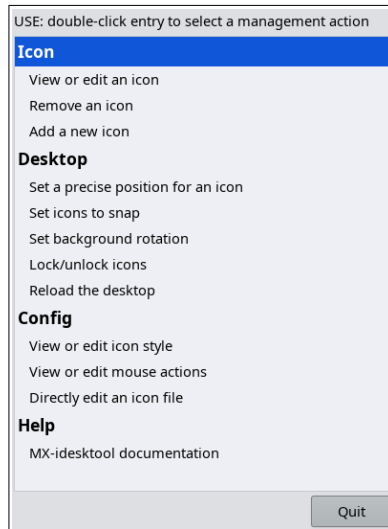 USE: double-click entry to select a management action
Icon
View or edit an icon
Remove an icon
Add a new icon
Desktop
Set a precise position for an icon
Set icons to snap
Set background rotation
Lock/unlock icons
Reload the desktop
Config
View or edit icon style
View or edit mouse actions
Directly edit an icon file
Help
MX-idesktool documentation
Quit